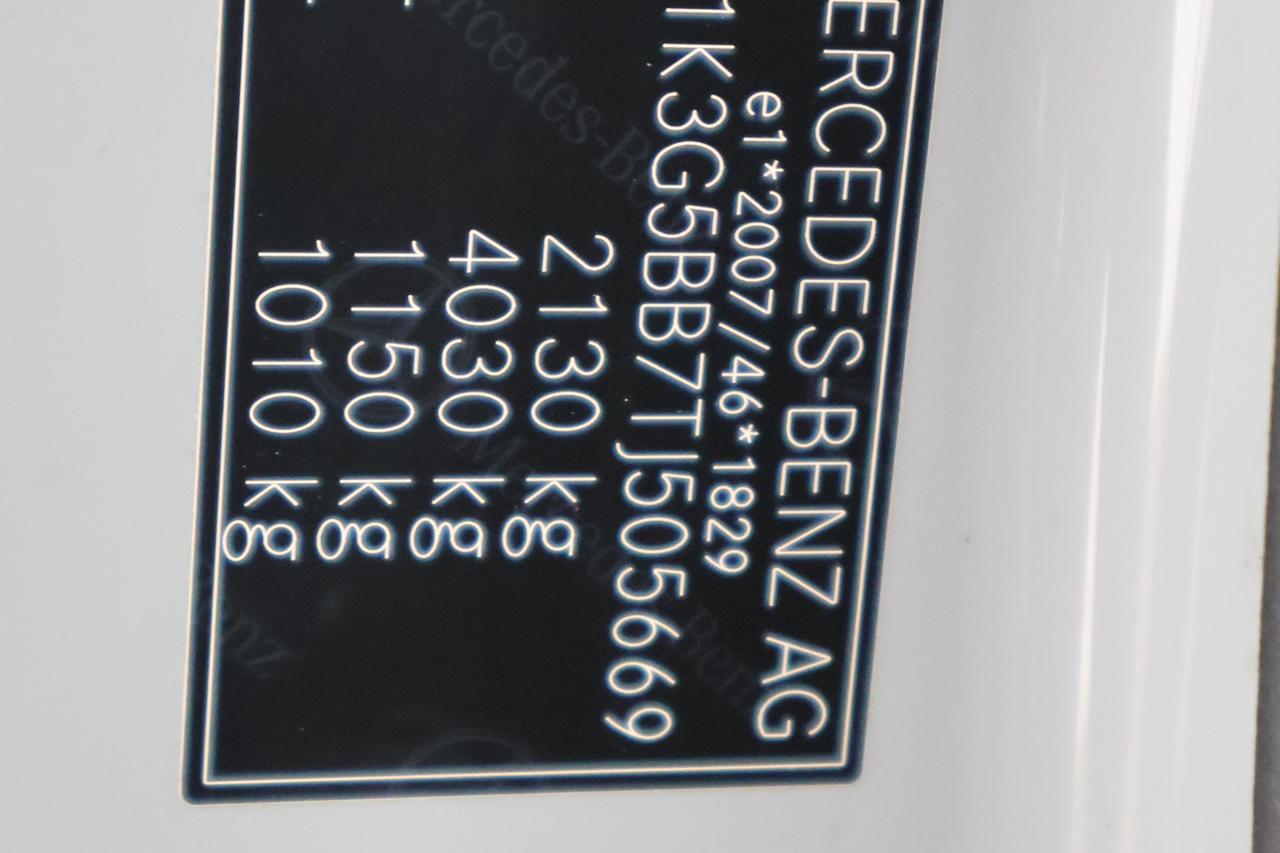 ERCEDES-BENZ AG
e1*2007/46*1829
1K3G5BB7TJ505669
2130 kg
4030 kg
1150 kg
1010 kg